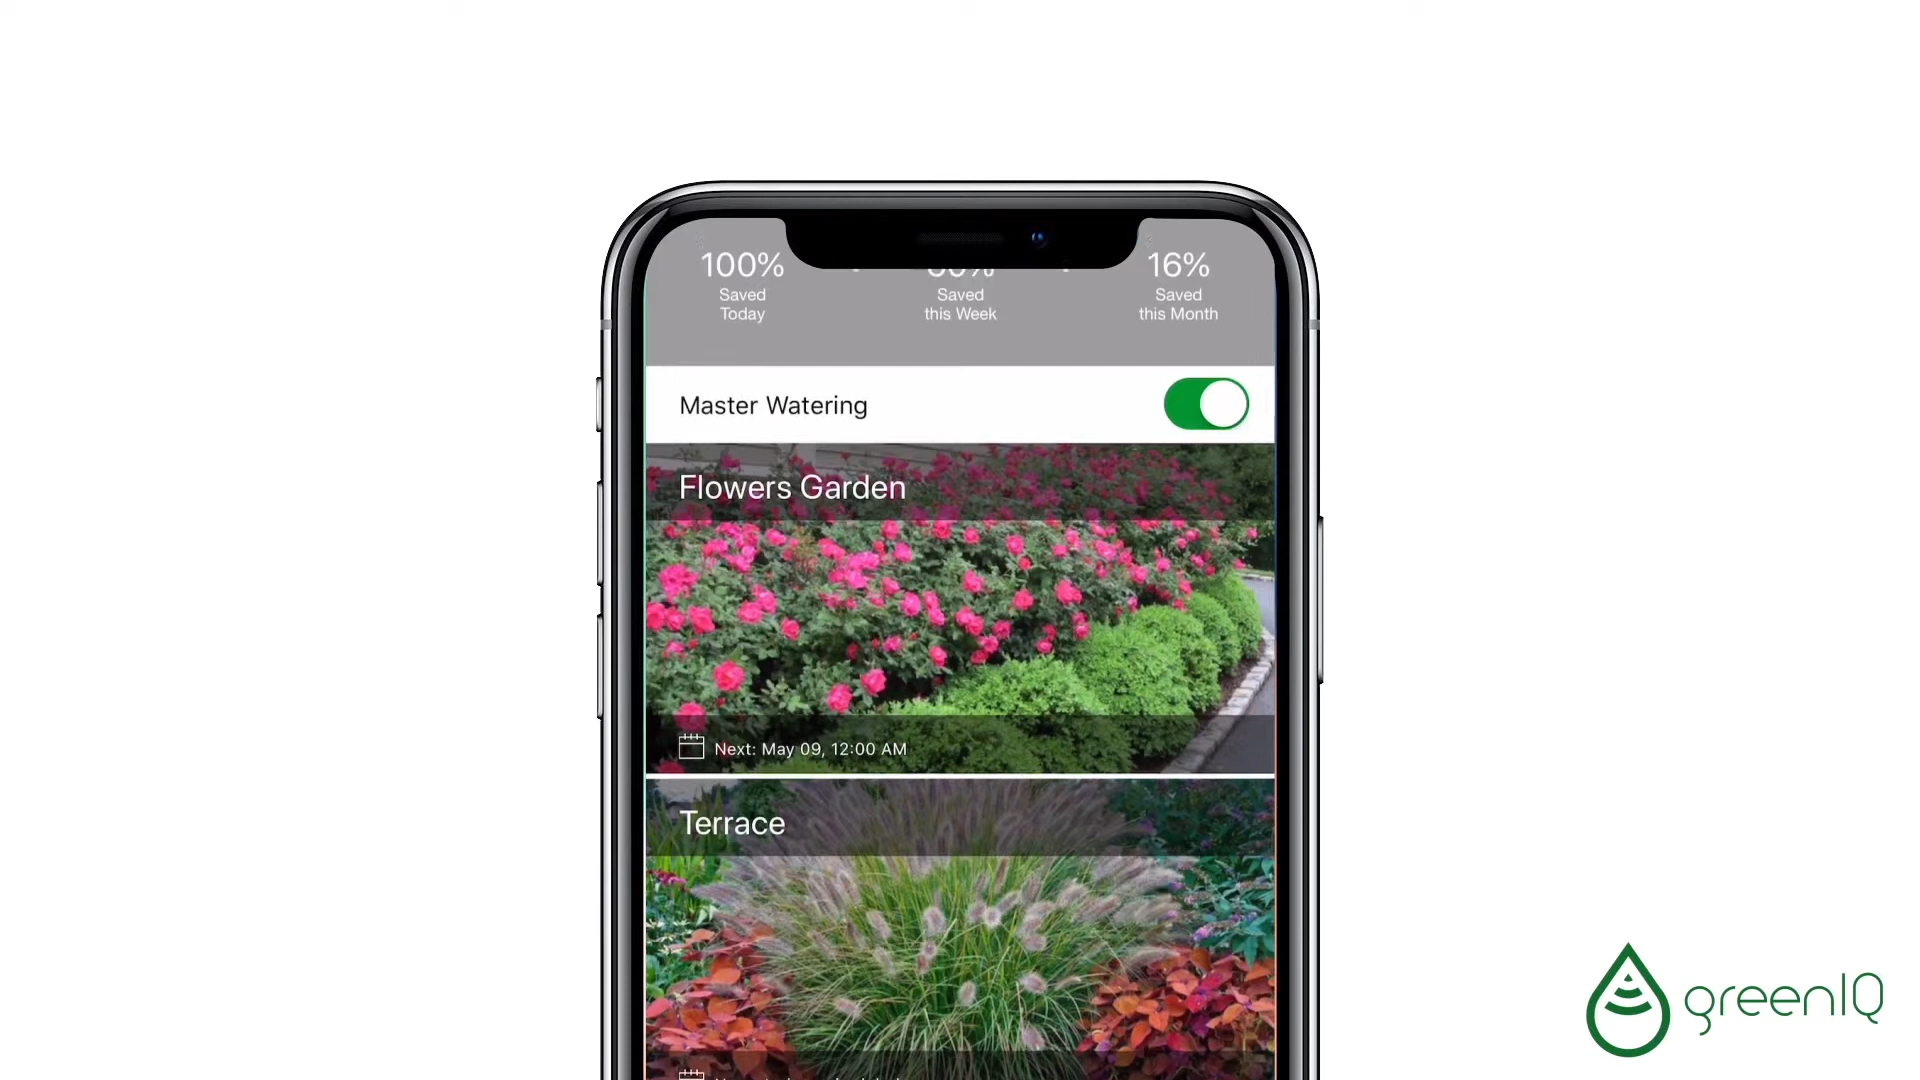 100%
16%
Saved
Today
Saved
this Week
Saved
this Month
Master Watering
Flowers Garden
Next: May 09, 12:00 AM
Terrace
greenIQ